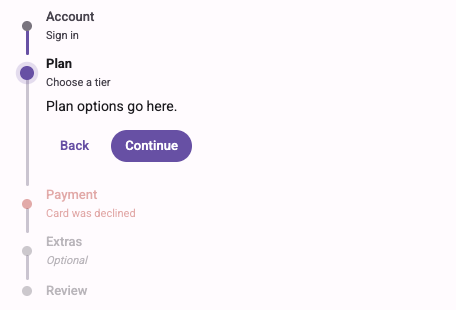 Account
Sign in
Plan
Choose a tier
Plan options go here.
Back Continue
Payment
Card was declined
Extras
Optional
Review